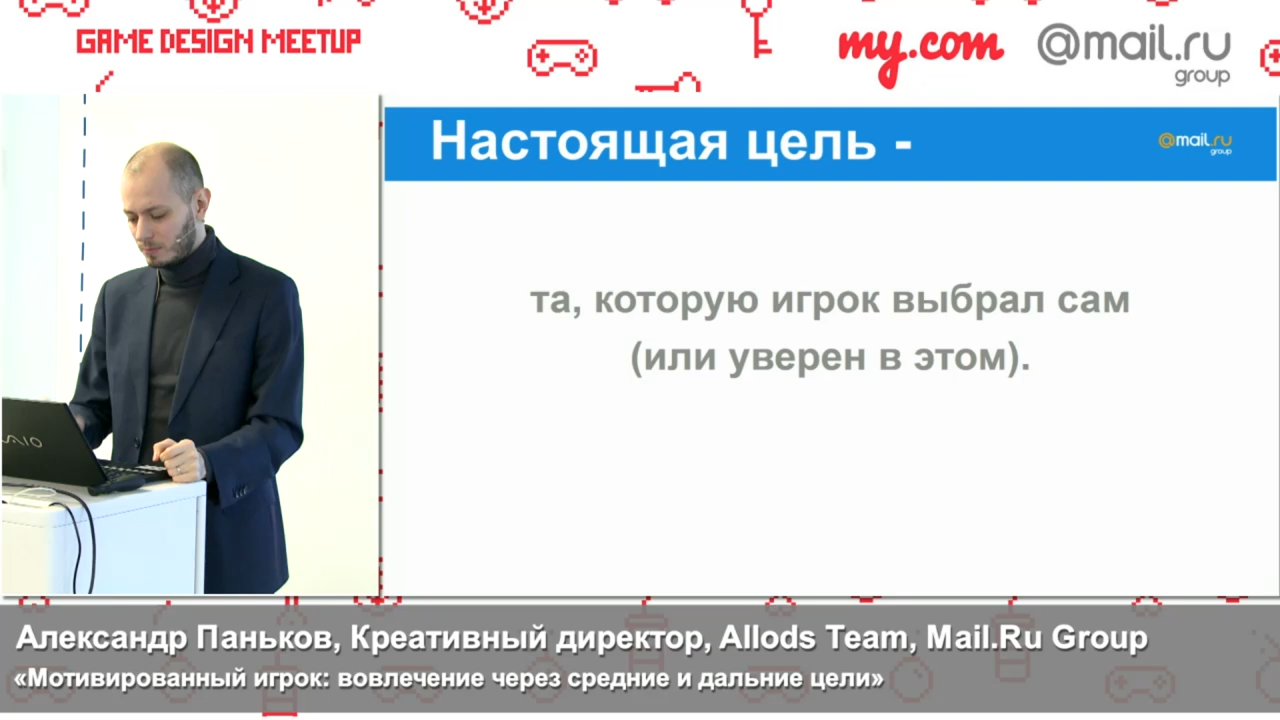 GAME DESIGN MEETUP
my.com
@mail.ru
group
Настоящая цель -
@mail.ru
group
та, которую игрок выбрал сам
(или уверен в этом).
VAIO
Александр Паньков, Креативный директор, Allods Team, Mail.Ru Group
«Мотивированный игрок: вовлечение через средние и дальние цели»